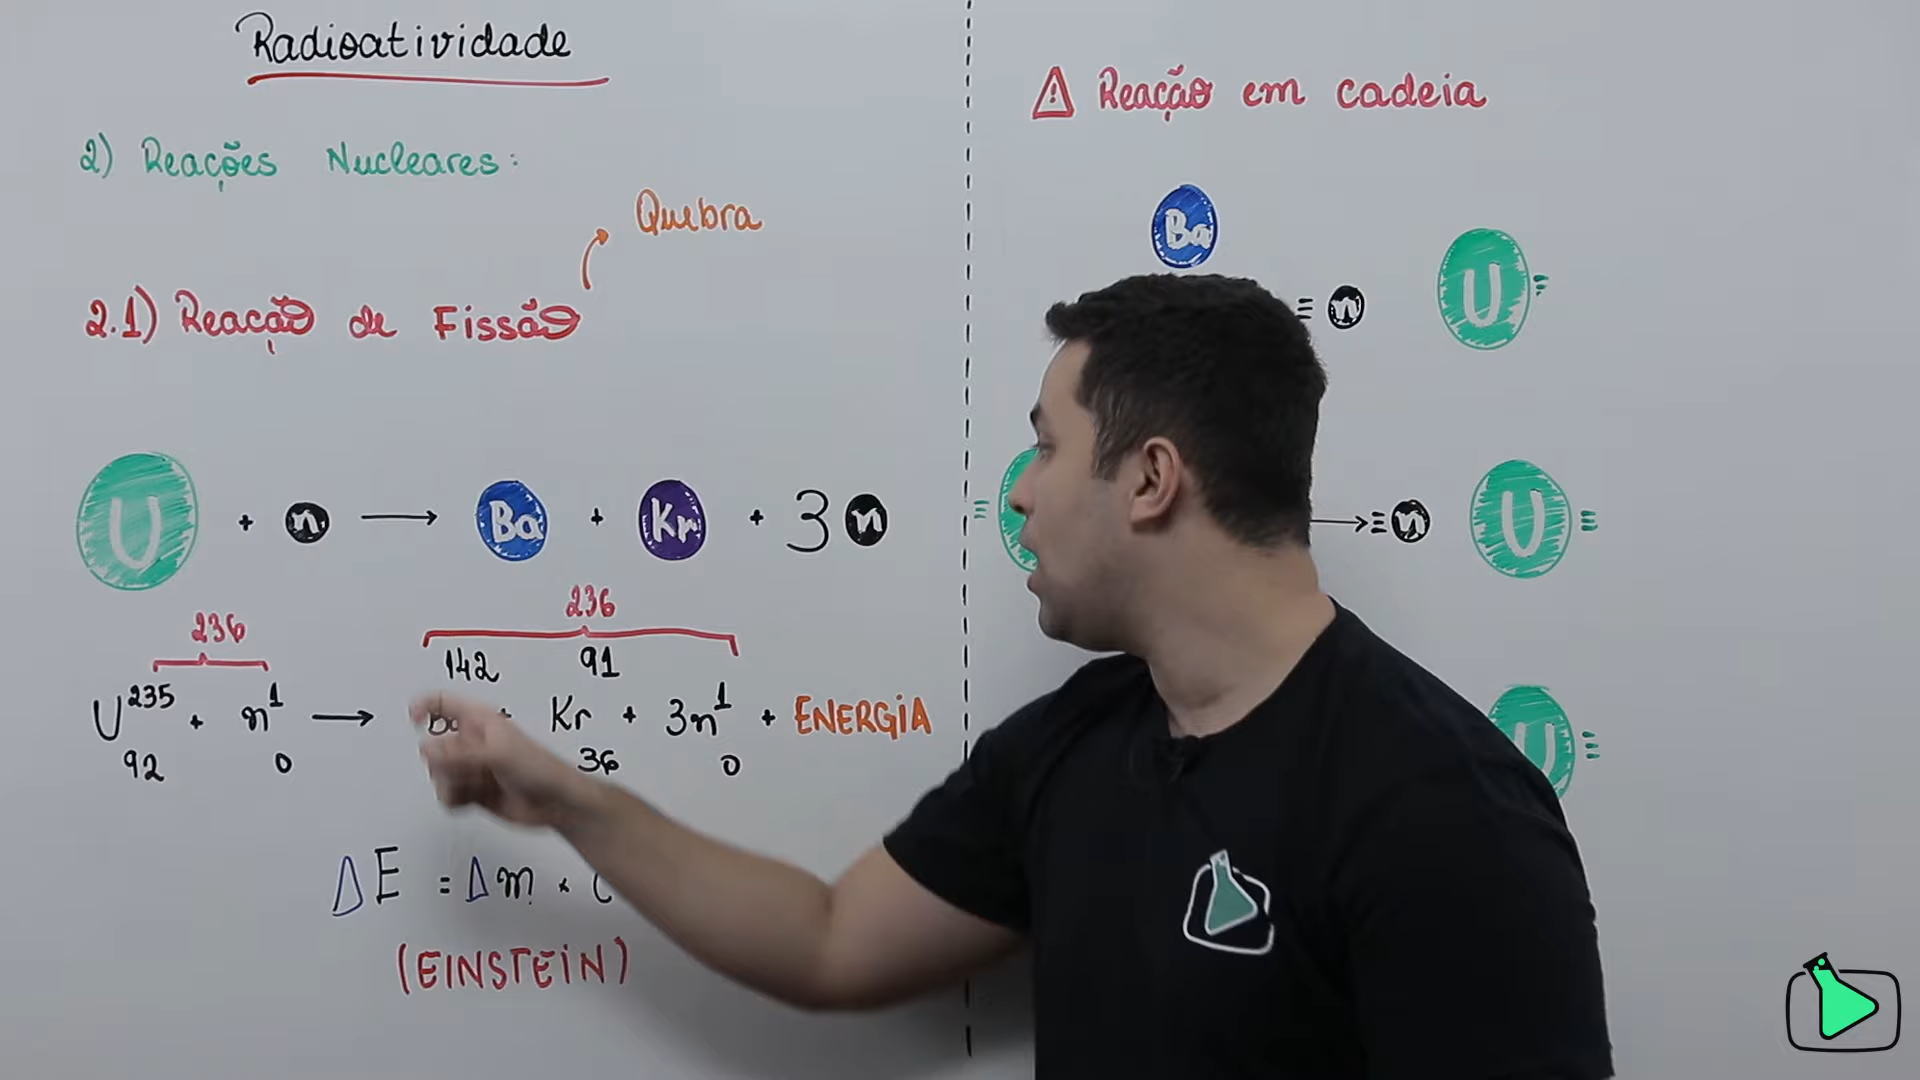 Radioatividade
2) Reações Nucleares:
Quebra
2.1) Reação de Fissão
U + n → Ba + Kr + 3 n
236
236
142 91
U 235 + n 1 → Ba + Kr + 3n 1 + ENERGIA
92 0 36 0
ΔE = Δm ·
(EINSTEIN)
⚠ Reação em cadeia
Ba
n U
→ n U
U